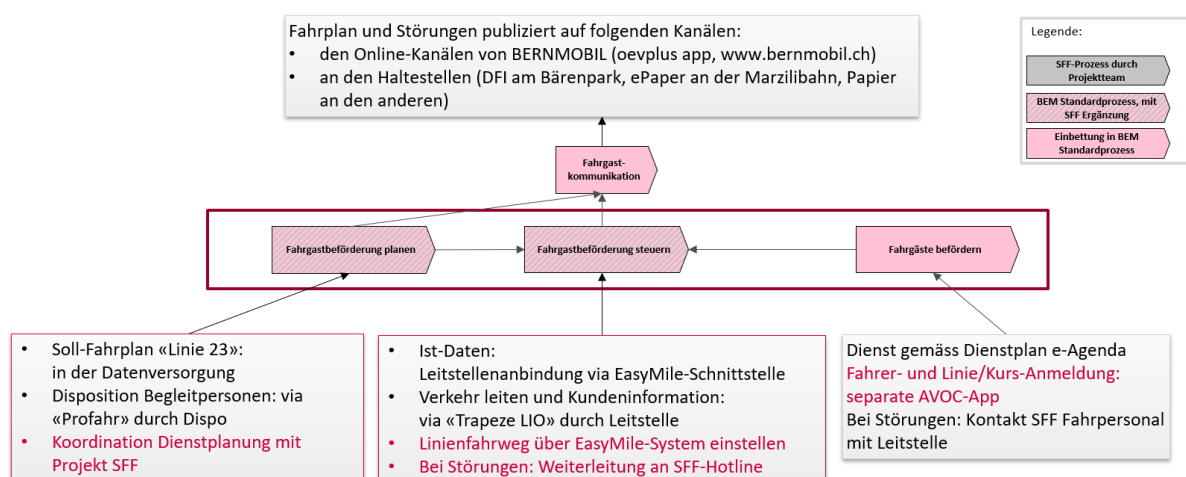 Fahrplan und Störungen publiziert auf folgenden Kanälen:
• den Online-Kanälen von BERNMOBIL (oevplus app, www.bernmobil.ch)
• an den Haltestellen (DFI am Bärenpark, ePaper an der Marzilibahn, Papier
an den anderen)
Legende:
SFF-Prozess durch
Projektteam
BEM Standardprozess, mit
SFF Ergänzung
Einbettung in BEM
Standardprozess
Fahrgast-
kommunikation
Fahrgastbeförderung planen
Fahrgastbeförderung steuern
Fahrgäste befördern
• Soll-Fahrplan «Linie 23»:
in der Datenversorgung
• Disposition Begleitpersonen: via
«Profahr» durch Dispo
• Koordination Dienstplanung mit
Projekt SFF
• Ist-Daten:
Leitstellenanbindung via EasyMile-Schnittstelle
• Verkehr leiten und Kundeninformation:
via «Trapeze LIO» durch Leitstelle
• Linienfahrweg über EasyMile-System einstellen
• Bei Störungen: Weiterleitung an SFF-Hotline
Dienst gemäss Dienstplan e-Agenda
Fahrer- und Linie/Kurs-Anmeldung:
separate AVOC-App
Bei Störungen: Kontakt SFF Fahrpersonal
mit Leitstelle